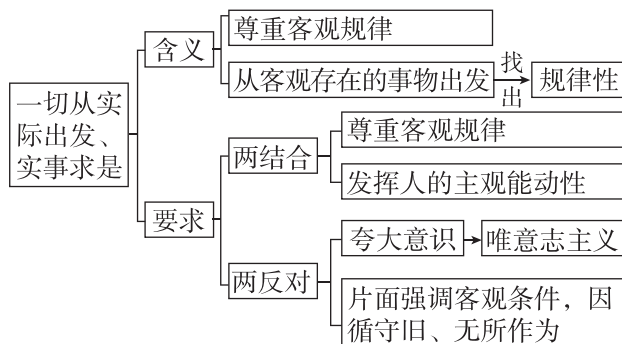 一切从实
际出发、
实事求是
含义
尊重客观规律
从客观存在的事物出发
找
出
规律性
要求
两结合
尊重客观规律
发挥人的主观能动性
两反对
夸大意识
唯意志主义
片面强调客观条件，因
循守旧、无所作为